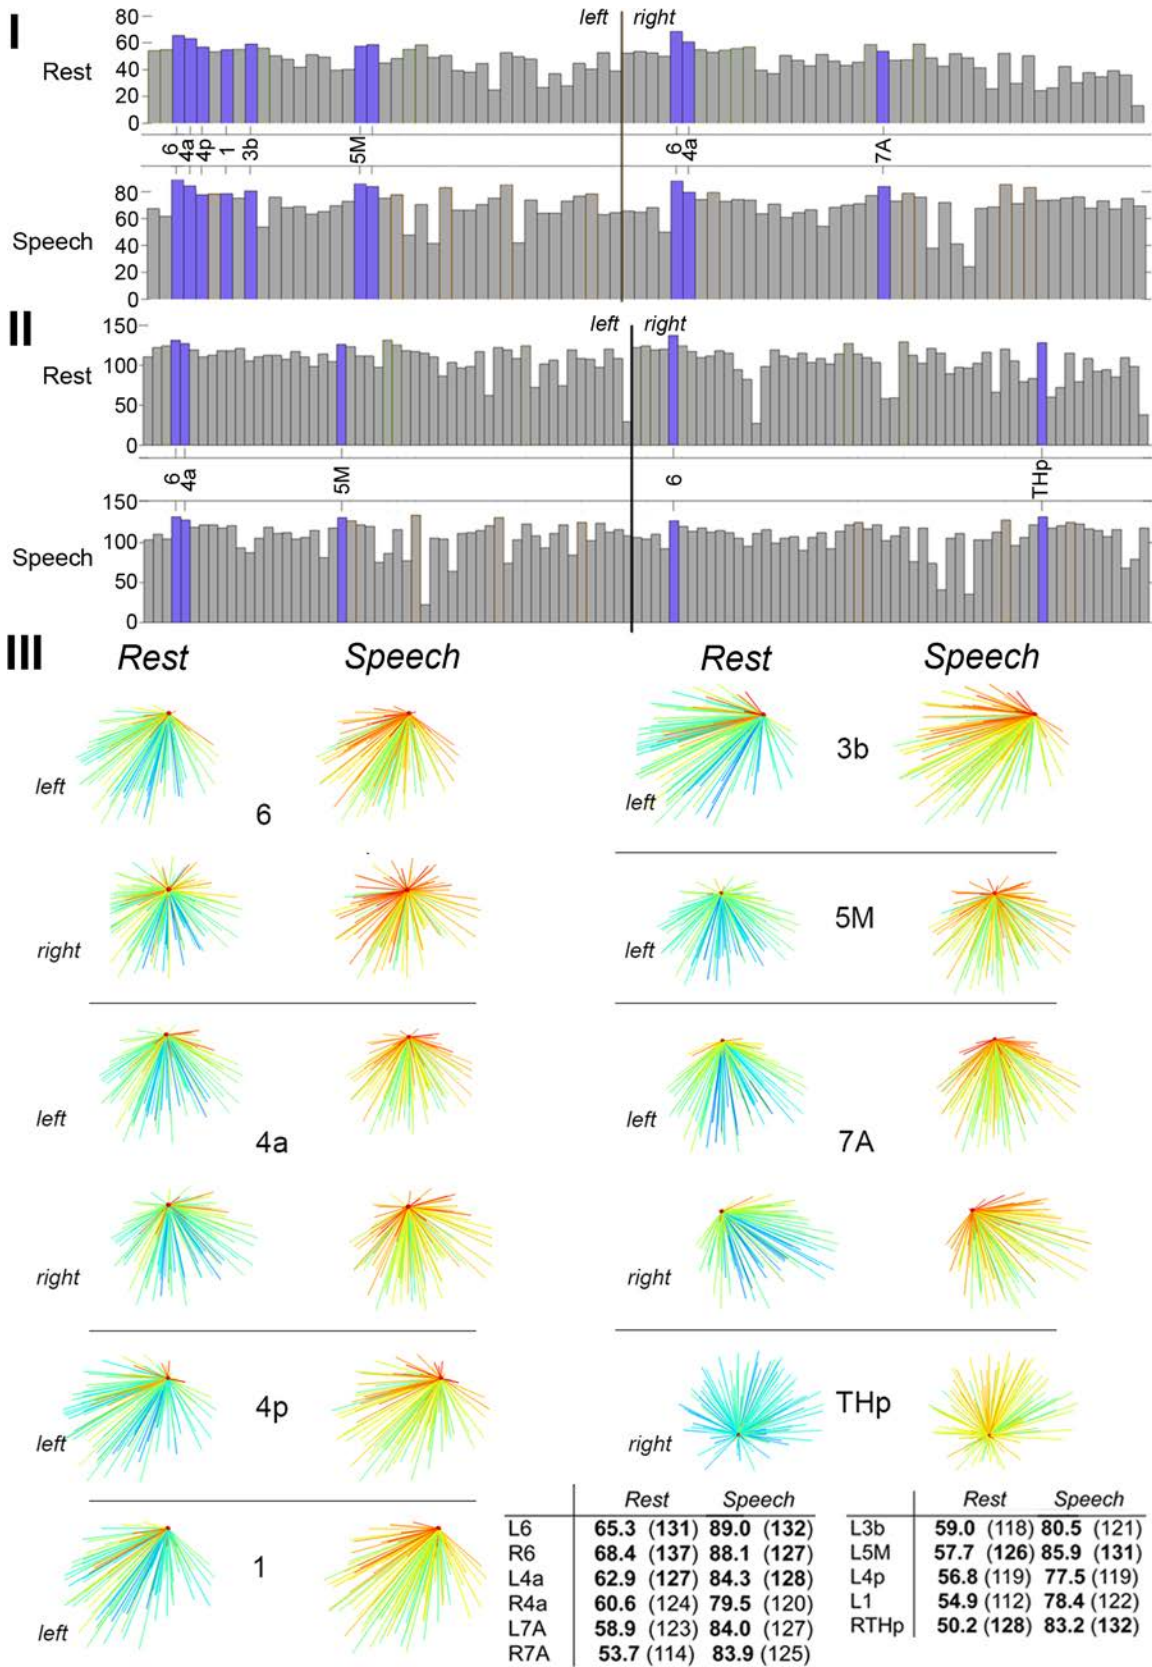 I
left right
80
60
Rest
40
20
0
6 4a 4p 1 3b 5M 6 4a 7A
80
60
Speech
40
20
0
II
left right
150
Rest
100
50
0
6 4a 5M 6 THp
150
Speech
100
50
0
III
Rest Speech Rest Speech
left 6 left 3b
right left 5M
left 4a left 7A
right right
left 4p right THp
left 1
Rest Speech
L6 65.3 (131) 89.0 (132)
R6 68.4 (137) 88.1 (127)
L4a 62.9 (127) 84.3 (128)
R4a 60.6 (124) 79.5 (120)
L7A 58.9 (123) 84.0 (127)
R7A 53.7 (114) 83.9 (125)
Rest Speech
L3b 59.0 (118) 80.5 (121)
L5M 57.7 (126) 85.9 (131)
L4p 56.8 (119) 77.5 (119)
L1 54.9 (112) 78.4 (122)
RTHp 50.2 (128) 83.2 (132)